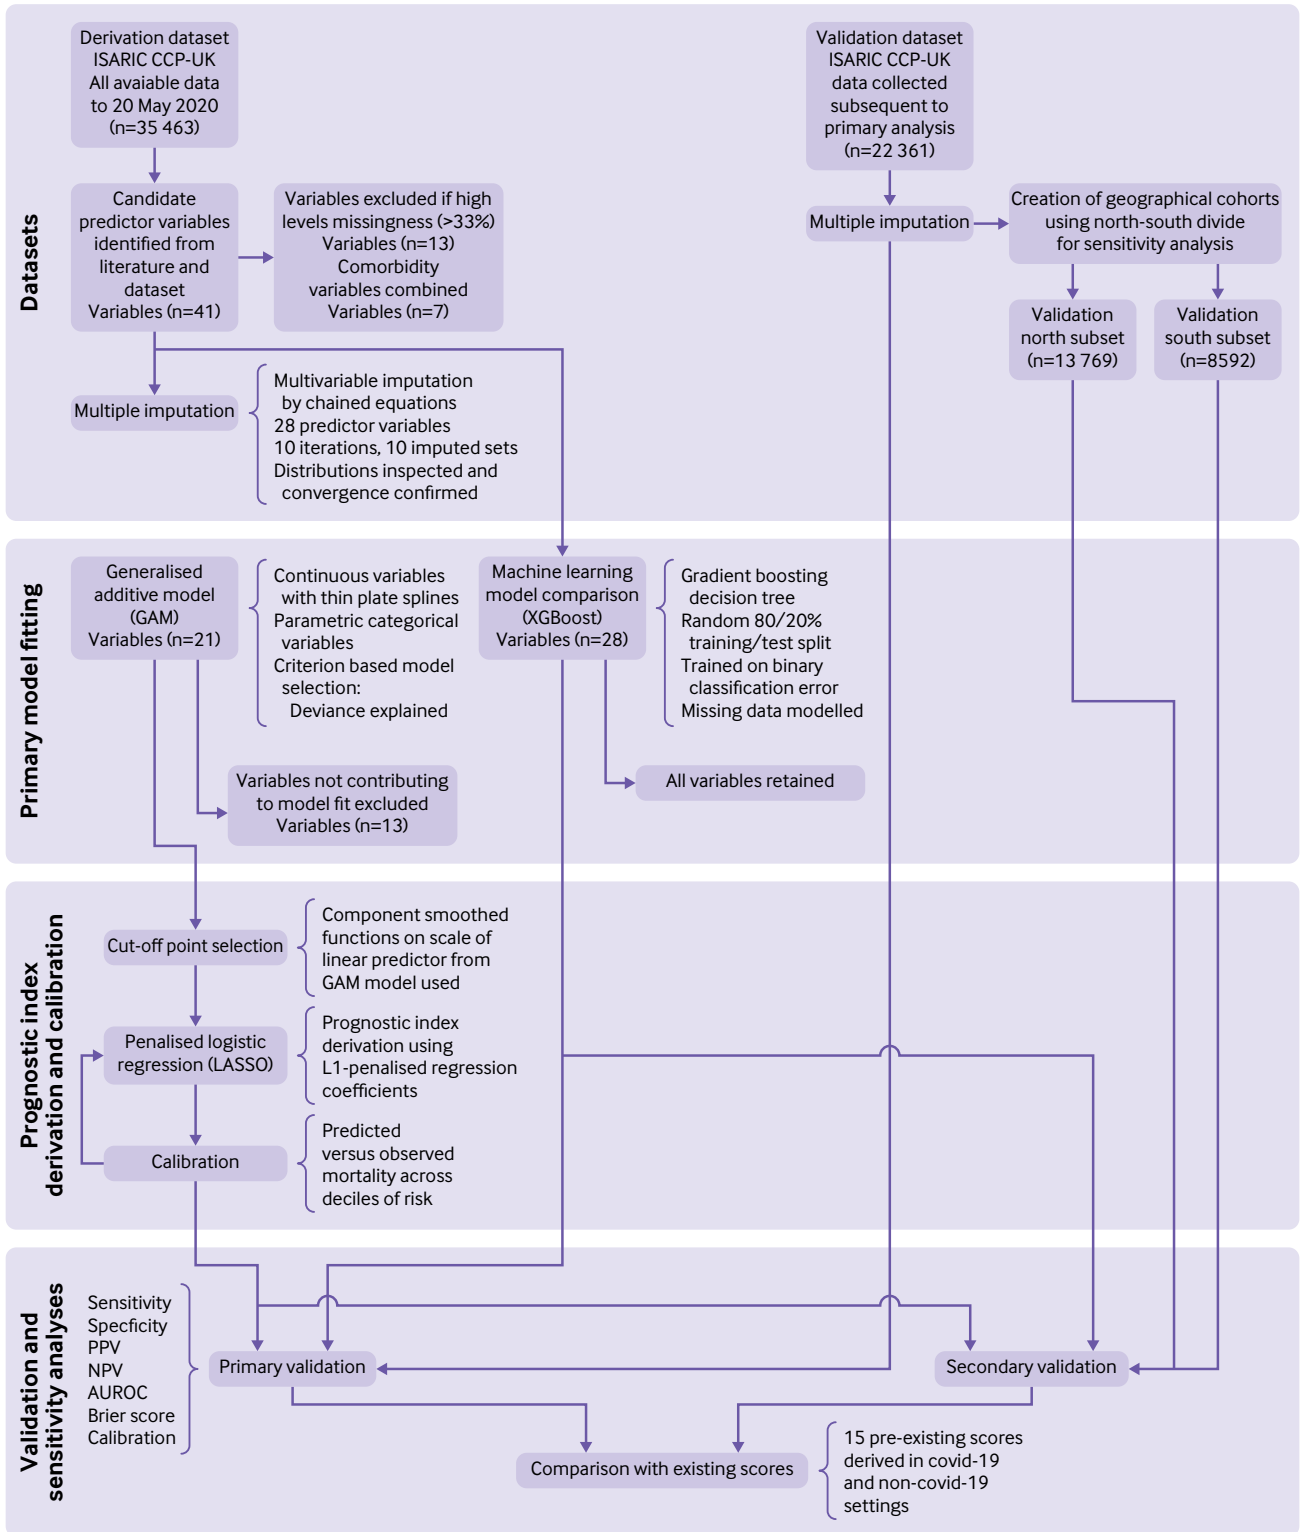 Datasets
Derivation dataset
ISARIC CCP-UK
All avaiable data
to 20 May 2020
(n=35 463)
Validation dataset
ISARIC CCP-UK
data collected
subsequent to
primary analysis
(n=22 361)
Candidate
predictor variables
identified from
literature and
dataset
Variables (n=41)
Variables excluded if high
levels missingness (>33%)
Variables (n=13)
Comorbidity
variables combined
Variables (n=7)
Multiple imputation
Creation of geographical cohorts
using north-south divide
for sensitivity analysis
Validation
north subset
(n=13 769)
Validation
south subset
(n=8592)
Multiple imputation
Multivariable imputation
by chained equations
28 predictor variables
10 iterations, 10 imputed sets
Distributions inspected and
convergence confirmed
Primary model fitting
Generalised
additive model
(GAM)
Variables (n=21)
Continuous variables
with thin plate splines
Parametric categorical
variables
Criterion based model
selection:
Deviance explained
Machine learning
model comparison
(XGBoost)
Variables (n=28)
Gradient boosting
decision tree
Random 80/20%
training/test split
Trained on binary
classification error
Missing data modelled
Variables not contributing
to model fit excluded
Variables (n=13)
All variables retained
Prognostic index
derivation and calibration
Cut-off point selection
Component smoothed
functions on scale of
linear predictor from
GAM model used
Penalised logistic
regression (LASSO)
Prognostic index
derivation using
L1-penalised regression
coefficients
Calibration
Predicted
versus observed
mortality across
deciles of risk
Validation and
sensitivity analyses
Sensitivity
Specficity
PPV
NPV
AUROC
Brier score
Calibration
Primary validation
Secondary validation
Comparison with existing scores
15 pre-existing scores
derived in covid-19
and non-covid-19
settings